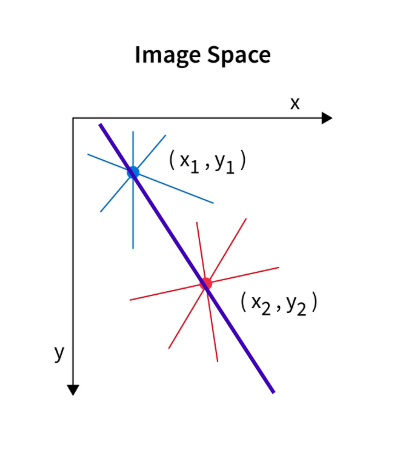 Image Space
x
(x₁,y₁)
(x₂,y₂)
y